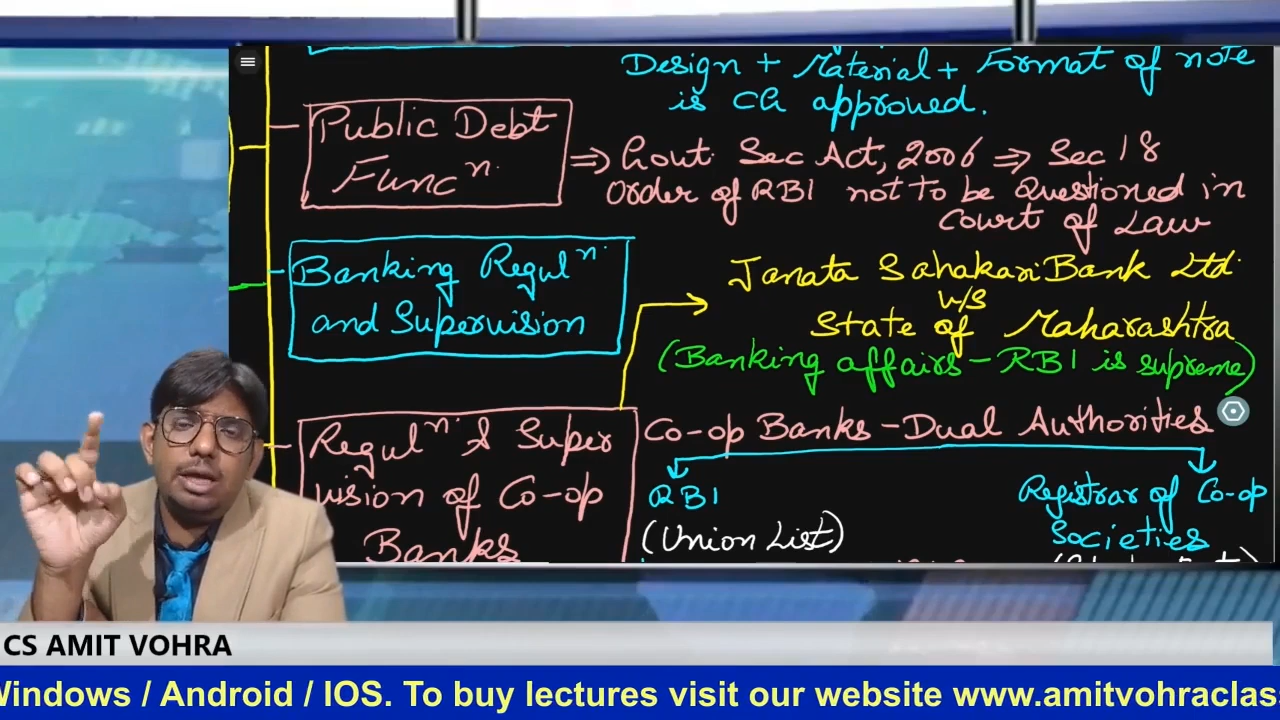 Design + Material + Format of note
is CG approved.
Public Debt
Funcⁿ.
⇒ Govt. Sec Act, 2006 ⇒ Sec 18
Order of RBI not to be Questioned in
Court of Law
Banking Regulⁿ.
and Supervision
Janata Sahakari Bank Ltd.
v/s
State of Maharashtra
(Banking affairs - RBI is supreme)
Regulⁿ. & Super
vision of Co-op
Banks
Co-op Banks - Dual Authorities
RBI
(Union List)
Registrar of Co-op
Societies
CS AMIT VOHRA
Windows / Android / IOS. To buy lectures visit our website www.amitvohraclas